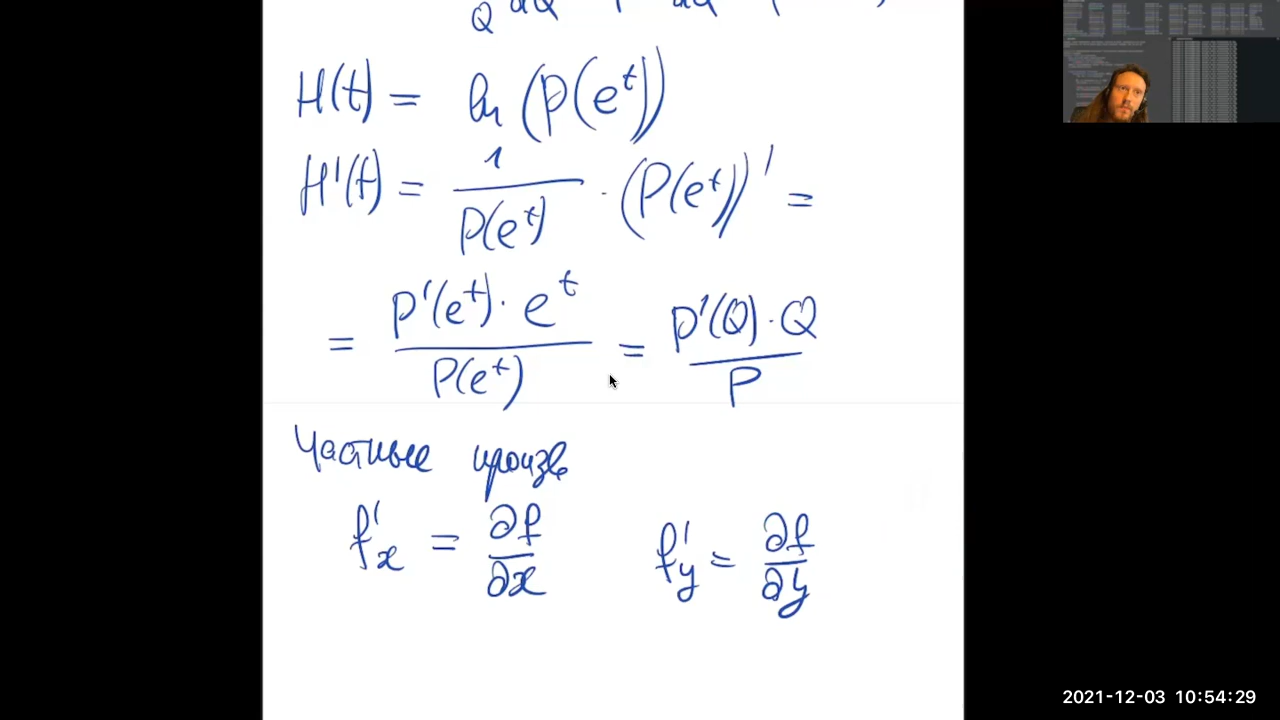 H(t) = ln(P(e^t))
H'(t) = 1/P(e^t) · (P(e^t))' =
= P'(e^t) · e^t / P(e^t) = P'(Q) · Q / P
Частные произв
f'_x = ∂f/∂x f'_y = ∂f/∂y
2021-12-03 10:54:29